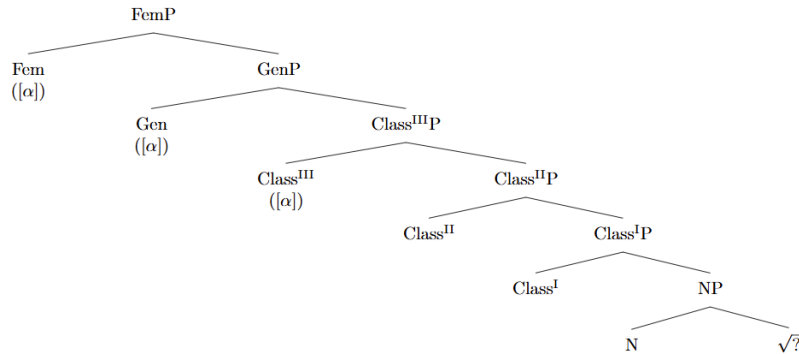 FemP
Fem GenP
([α])
Gen Class^III P
([α])
Class^III Class^II P
([α])
Class^II Class^I P
Class^I NP
N √?